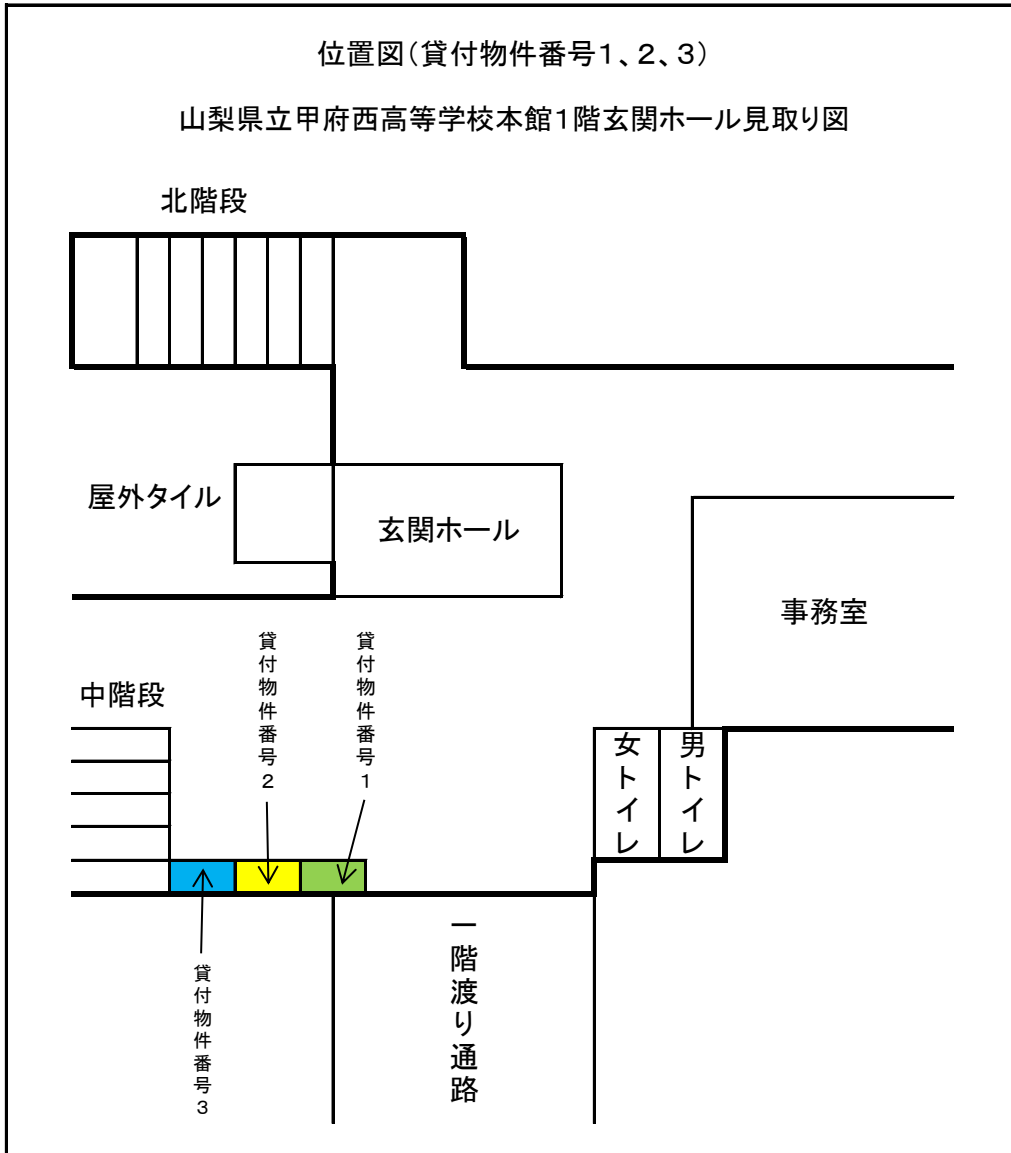 位置図（貸付物件番号１、２、３）
山梨県立甲府西高等学校本館１階玄関ホール見取り図
北階段
屋外タイル
玄関ホール
事務室
貸付物件番号２
貸付物件番号１
中階段
女トイレ
男トイレ
一階渡り通路
貸付物件番号３